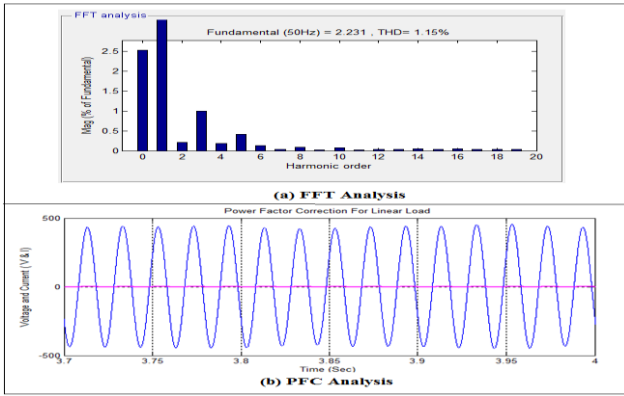 FFT analysis
Fundamental (50Hz) = 2.231 , THD= 1.15%
Mag (% of Fundamental)
2.5
2
1.5
1
0.5
0
0 2 4 6 8 10 12 14 16 18 20
Harmonic order
(a) FFT Analysis
Power Factor Correction For Linear Load
Voltage and Current ( V & I)
500
0
-500
3.7 3.75 3.8 3.85 3.9 3.95 4
Time (Sec)
(b) PFC Analysis